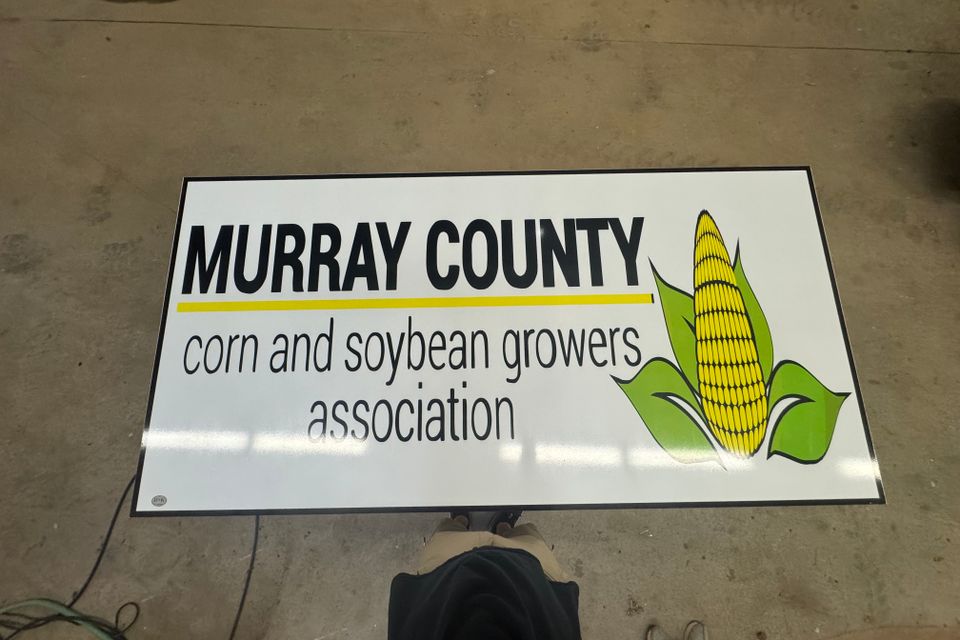 MURRAY COUNTY
corn and soybean growers
association